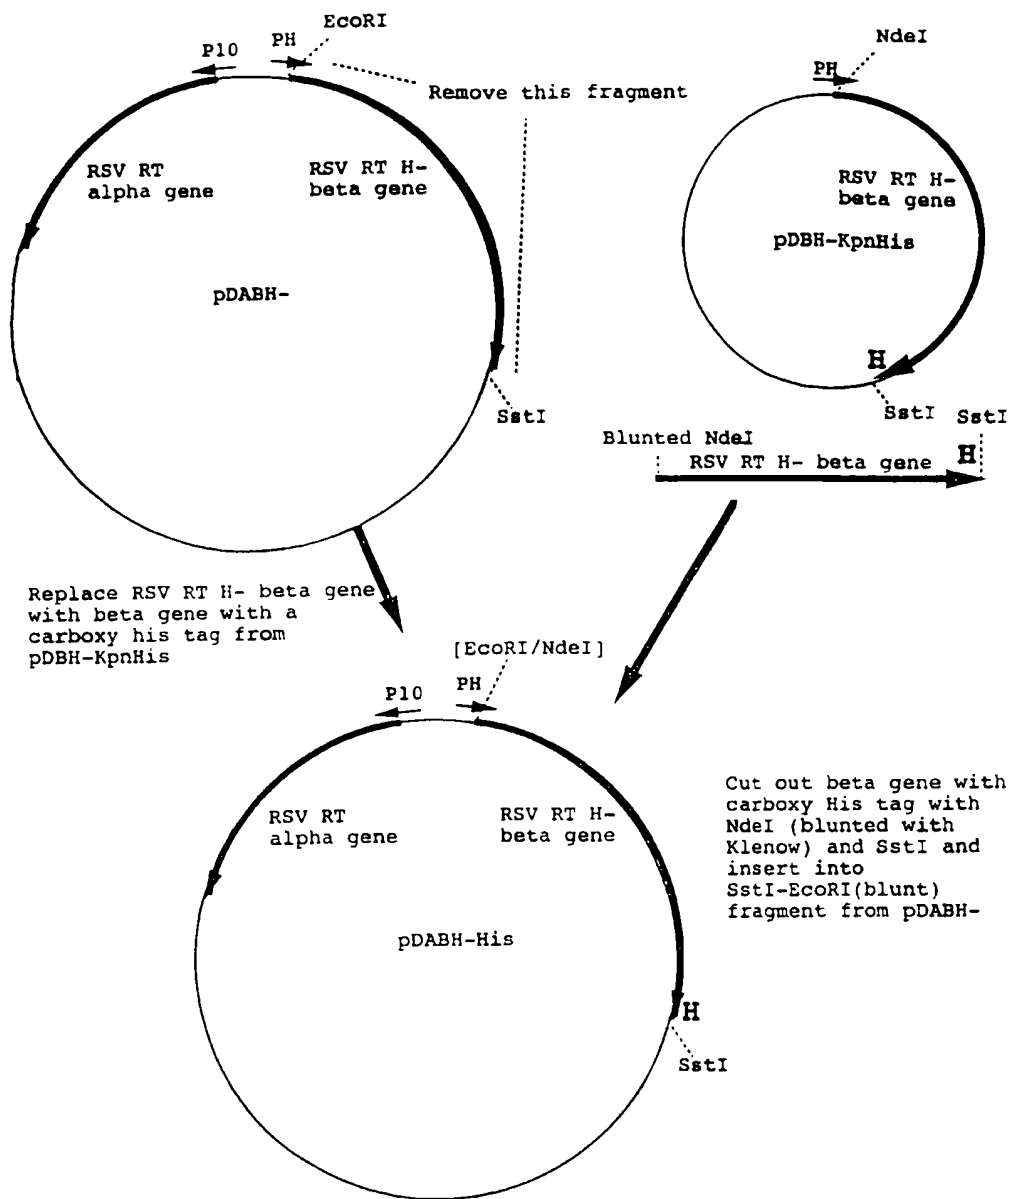 EcoRI
P10
PH
Remove this fragment
RSV RT
alpha gene
RSV RT H-
beta gene
pDABH-
SstI
NdeI
PH
RSV RT H-
beta gene
pDBH-KpnHis
H
SstI
SstI
Blunted NdeI
RSV RT H- beta gene
H
Replace RSV RT H- beta gene
with beta gene with a
carboxy his tag from
pDBH-KpnHis
[EcoRI/NdeI]
P10
PH
RSV RT
alpha gene
RSV RT H-
beta gene
pDABH-His
H
SstI
Cut out beta gene with
carboxy His tag with
NdeI (blunted with
Klenow) and SstI and
insert into
SstI-EcoRI(blunt)
fragment from pDABH-